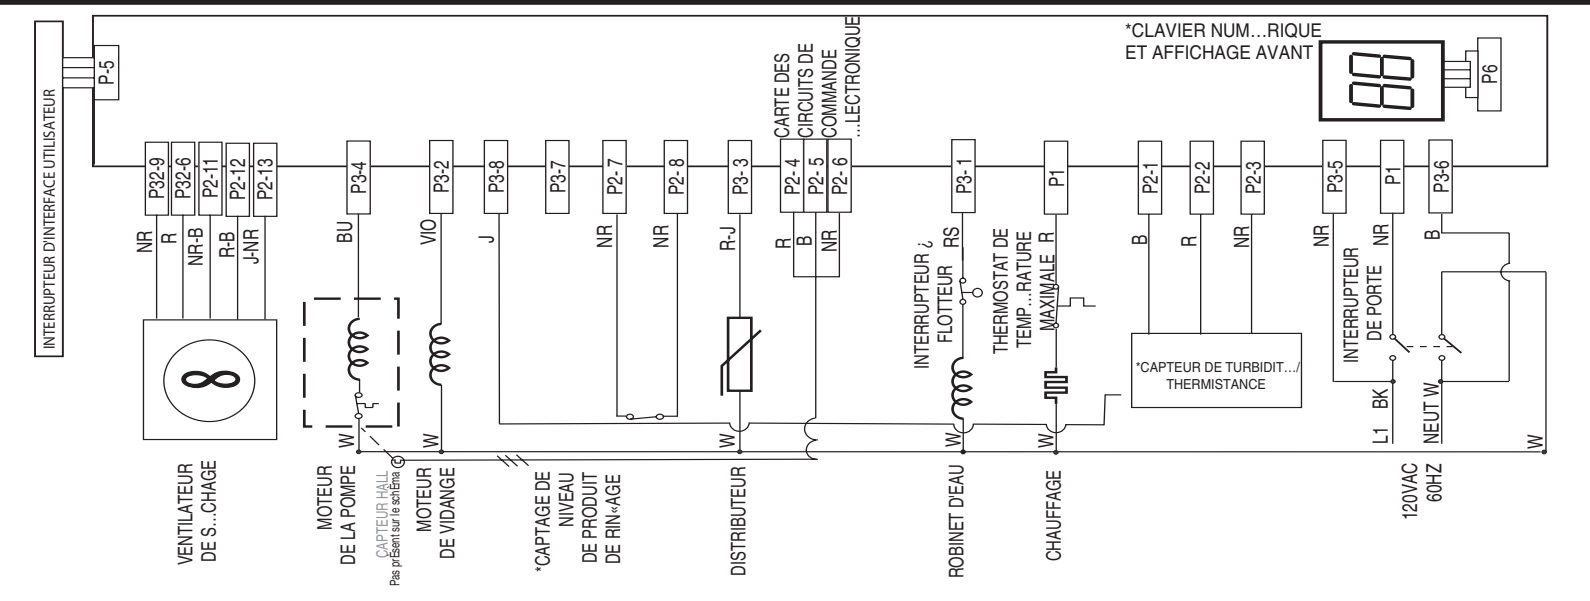 INTERRUPTEUR D'INTERFACE UTILISATEUR
P-5
CARTE DES
CIRCUITS DE
COMMANDE
...LECTRONIQUE
*CLAVIER NUM...RIQUE
ET AFFICHAGE AVANT
P6
P32-9
P32-6
P2-11
P2-12
P2-13
P3-4
P3-2
P3-8
P3-7
P2- 7
P2- 8
P3- 3
P2- 4
P2- 5
P2- 6
P3- 1
P1
P2-1
P2-2
P2-3
P3-5
P1
P3-6
NR
R
NR-B
R-B
J-NR
BU
VIO
J
NR
NR
R-J
R
B
NR
RS
R
B
R
NR
NR
NR
B
INTERRUPTEUR ¿
FLOTTEUR
THERMOSTAT DE
TEMP...RATURE
MAXIMALE
INTERRUPTEUR
DE PORTE
*CAPTEUR DE TURBIDIT.../
THERMISTANCE
W
W
W
W
W
L1
BK
NEUT W
W
VENTILATEUR
DE S...CHAGE
MOTEUR
DE LA POMPE
CAPTEUR HALL
Pas prEsent sur le schEma
MOTEUR
DE VIDANGE
*CAPTAGE DE
NIVEAU
DE PRODUIT
DE RIN«AGE
DISTRIBUTEUR
ROBINET D'EAU
CHAUFFAGE
120VAC
60HZ